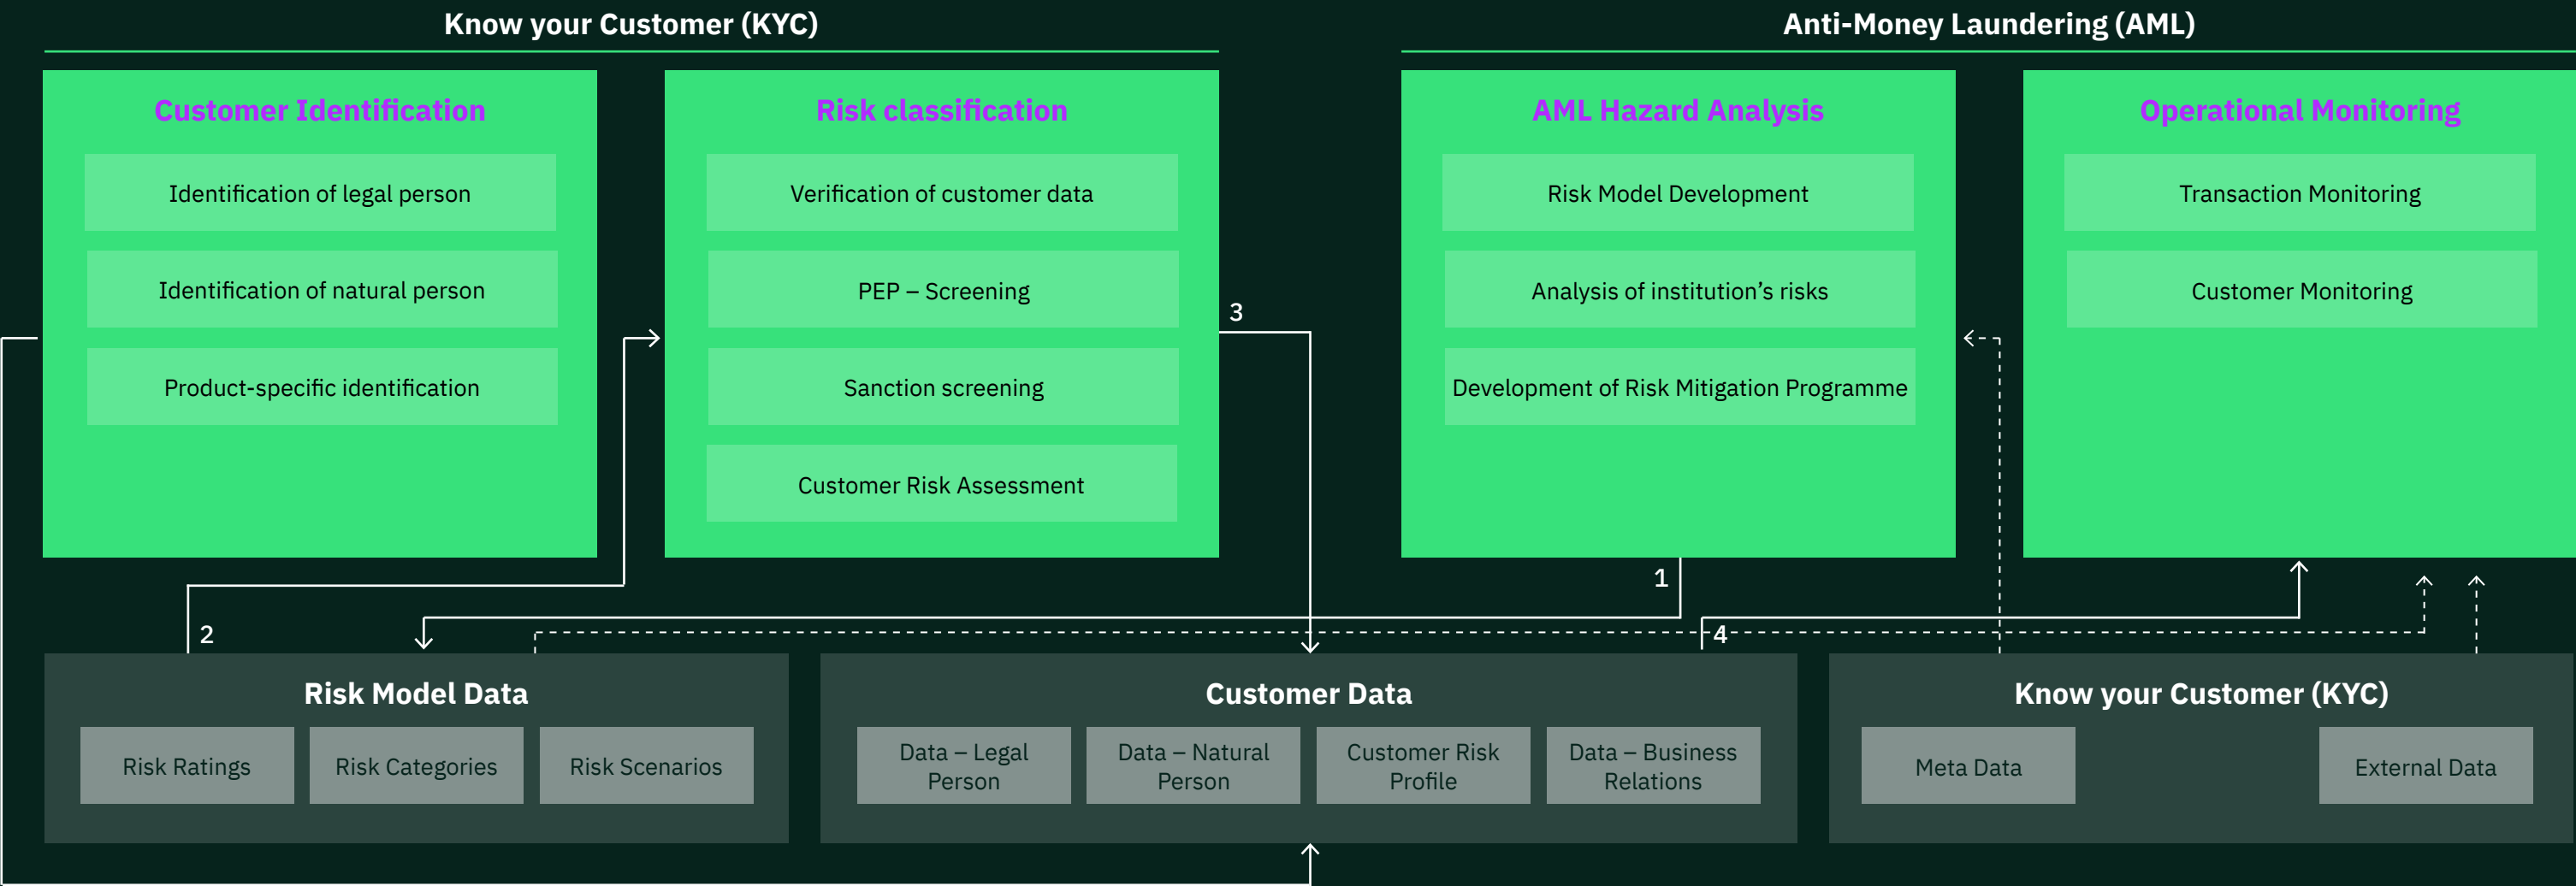 Know your Customer (KYC)
Anti-Money Laundering (AML)
Customer Identification
Identification of legal person
Identification of natural person
Product-specific identification
Risk classification
Verification of customer data
PEP – Screening
Sanction screening
Customer Risk Assessment
AML Hazard Analysis
Risk Model Development
Analysis of institution’s risks
Development of Risk Mitigation Programme
Operational Monitoring
Transaction Monitoring
Customer Monitoring
3
1
2
4
Risk Model Data
Risk Ratings
Risk Categories
Risk Scenarios
Customer Data
Data – Legal
Person
Data – Natural
Person
Customer Risk
Profile
Data – Business
Relations
Know your Customer (KYC)
Meta Data
External Data